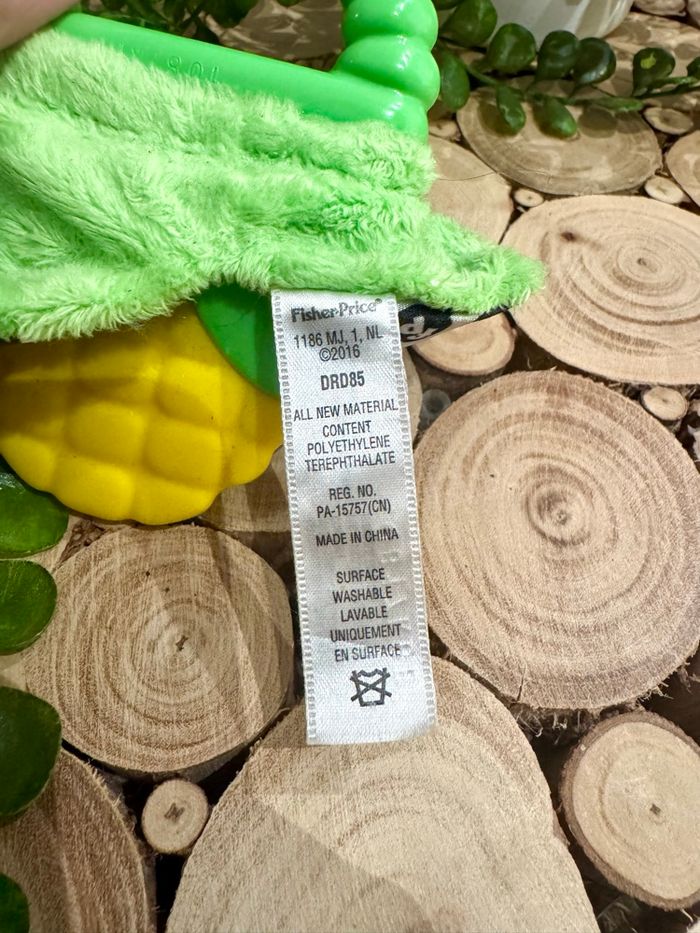 Fisher-Price®
1186 MJ, 1, NL
©2016
DRD85
ALL NEW MATERIAL
CONTENT
POLYETHYLENE
TEREPHTHALATE
REG. NO.
PA-15757(CN)
MADE IN CHINA
SURFACE
WASHABLE
LAVABLE
UNIQUEMENT
EN SURFACE